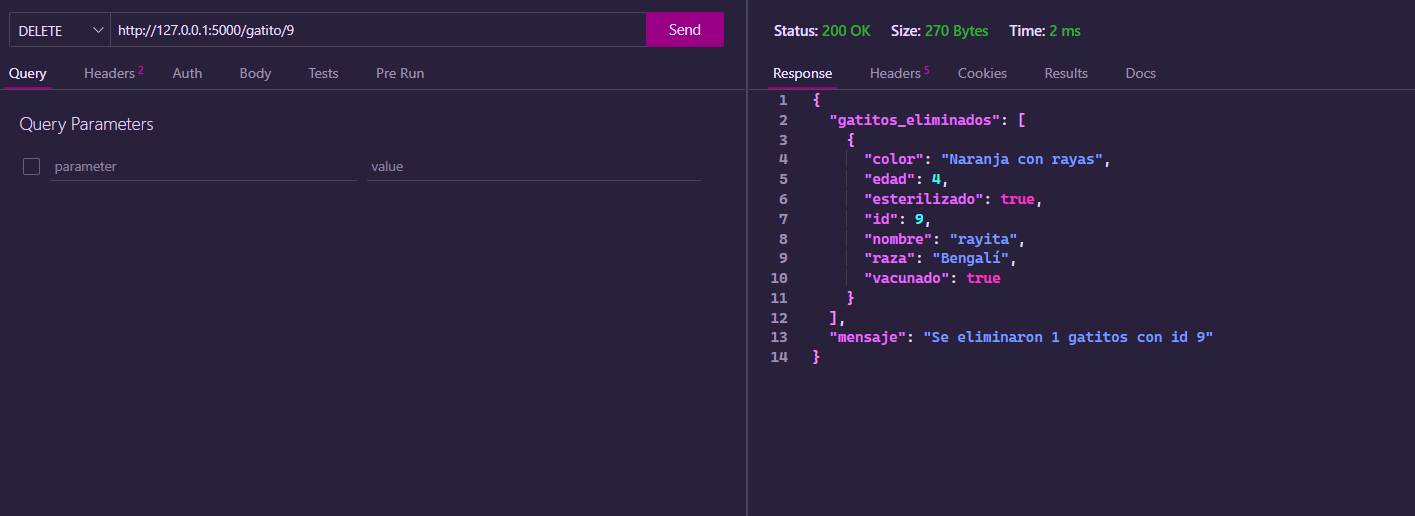 DELETE http://127.0.0.1:5000/gatito/9 Send
Query Headers 2 Auth Body Tests Pre Run
Query Parameters
parameter value
Status: 200 OK Size: 270 Bytes Time: 2 ms
Response Headers 5 Cookies Results Docs
1 {
2 "gatitos_eliminados": [
3 {
4 "color": "Naranja con rayas",
5 "edad": 4,
6 "esterilizado": true,
7 "id": 9,
8 "nombre": "rayita",
9 "raza": "Bengalí",
10 "vacunado": true
11 }
12 ],
13 "mensaje": "Se eliminaron 1 gatitos con id 9"
14 }